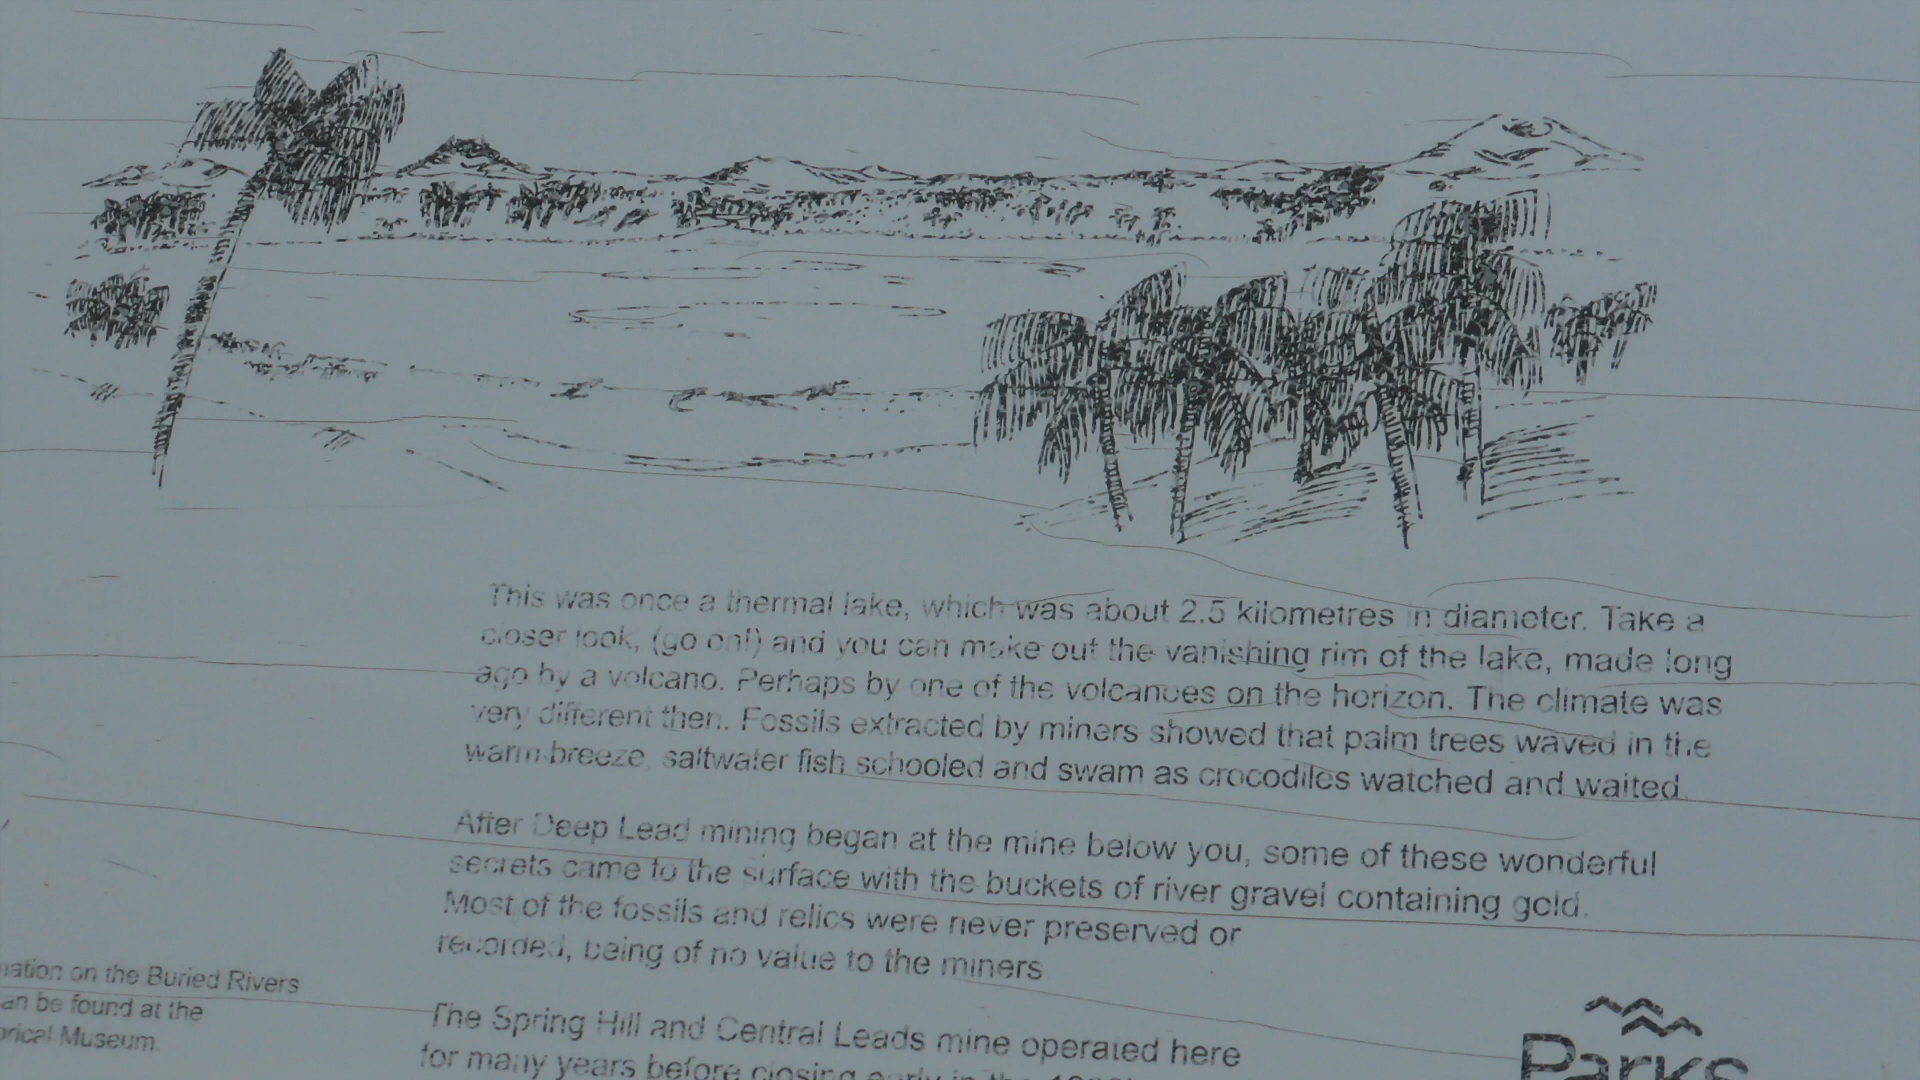 This was once a thermal lake, which was about 2.5 kilometres in diameter. Take a
closer look, (go on!) and you can make out the vanishing rim of the lake, made long
ago by a volcano. Perhaps by one of the volcanoes on the horizon. The climate was
very different then. Fossils extracted by miners showed that palm trees waved in the
warm breeze, saltwater fish schooled and swam as crocodiles watched and waited.
After Deep Lead mining began at the mine below you, some of these wonderful
secrets came to the surface with the buckets of river gravel containing gold.
Most of the fossils and relics were never preserved or
recorded, being of no value to the miners
The Spring Hill and Central Leads mine operated here
for many years before closing early in the
on the Buried Rivers
an be found at the
Museum.
Parks